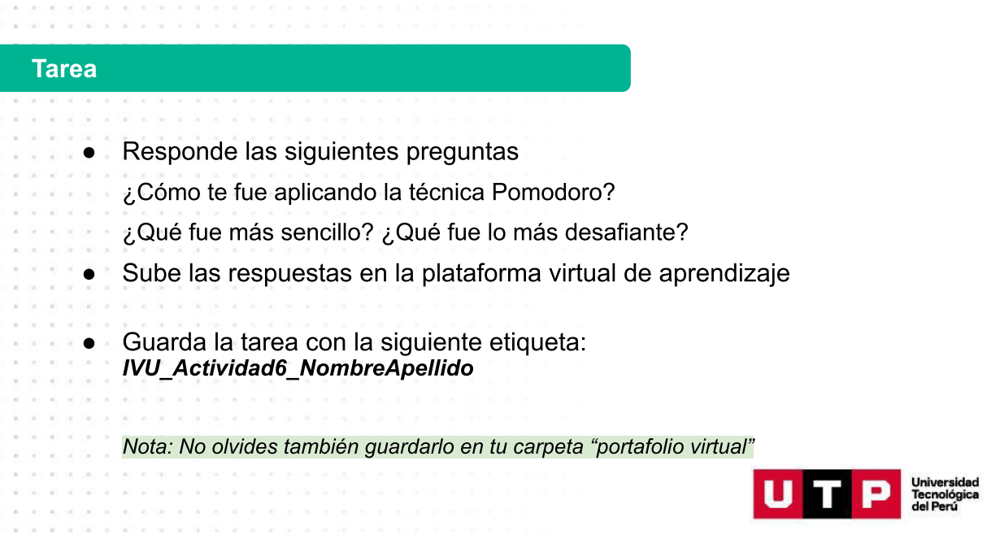 Tarea
● Responde las siguientes preguntas
¿Cómo te fue aplicando la técnica Pomodoro?
¿Qué fue más sencillo? ¿Qué fue lo más desafiante?
● Sube las respuestas en la plataforma virtual de aprendizaje
● Guarda la tarea con la siguiente etiqueta:
IVU_Actividad6_NombreApellido
Nota: No olvides también guardarlo en tu carpeta “portafolio virtual”
UTP
Universidad
Tecnológica
del Perú